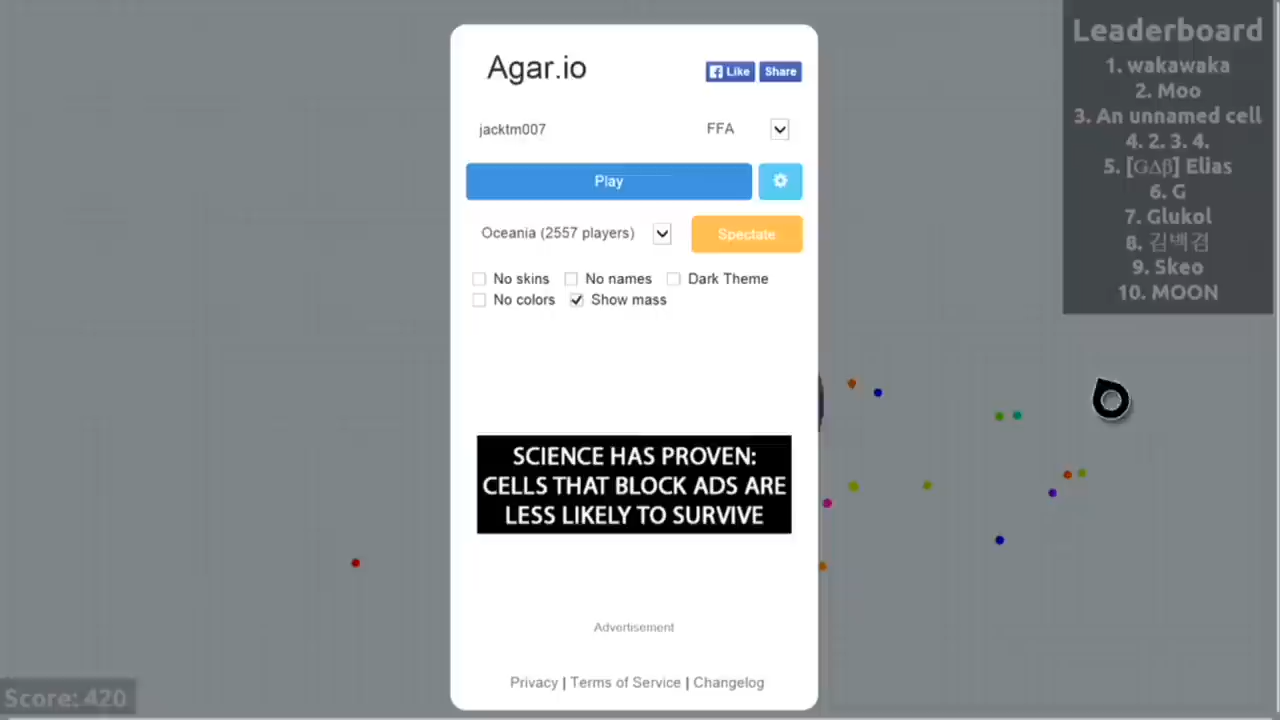 Agar.io
Like Share
jacktm007
FFA
Play
Oceania (2557 players)
Spectate
No skins No names Dark Theme
No colors Show mass
SCIENCE HAS PROVEN:
CELLS THAT BLOCK ADS ARE
LESS LIKELY TO SURVIVE
Advertisement
Privacy | Terms of Service | Changelog
Leaderboard
1. wakawaka
2. Moo
3. An unnamed cell
4. 2. 3. 4.
5. [GΔβ] Elias
6. G
7. Glukol
8. 김백겸
9. Skeo
10. MOON
Score: 420